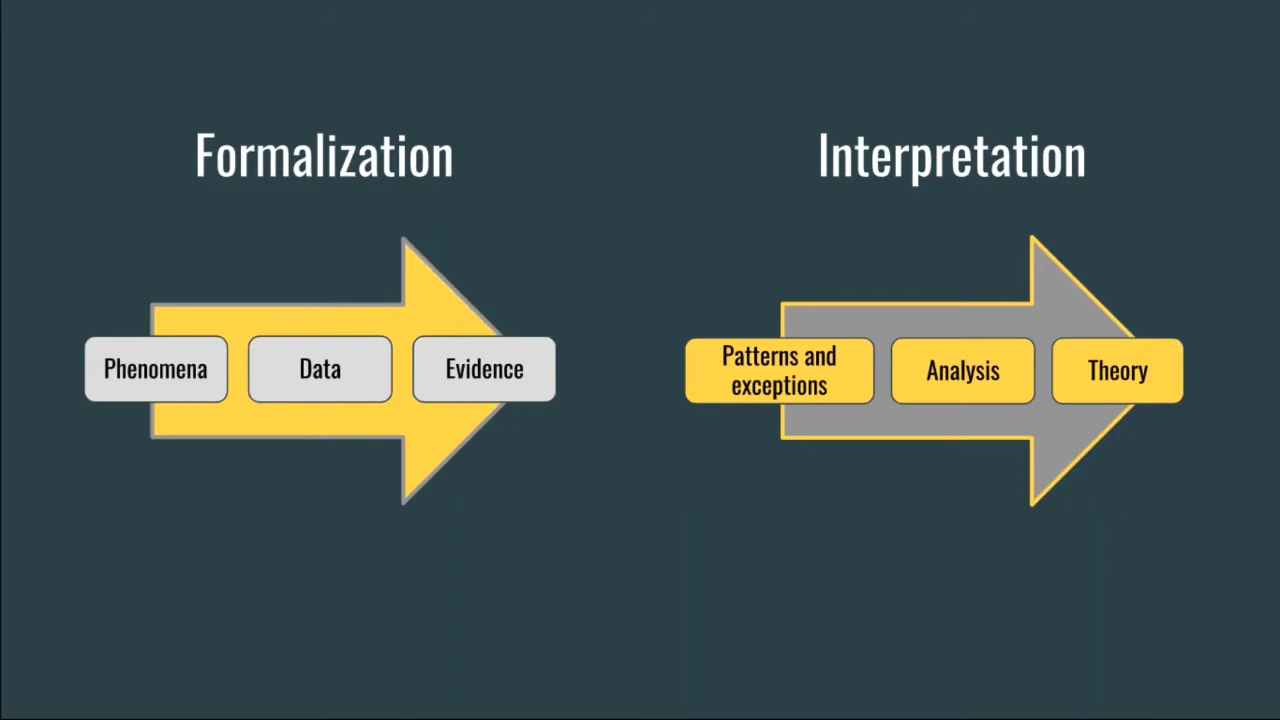 Formalization
Interpretation
Phenomena
Data
Evidence
Patterns and
exceptions
Analysis
Theory